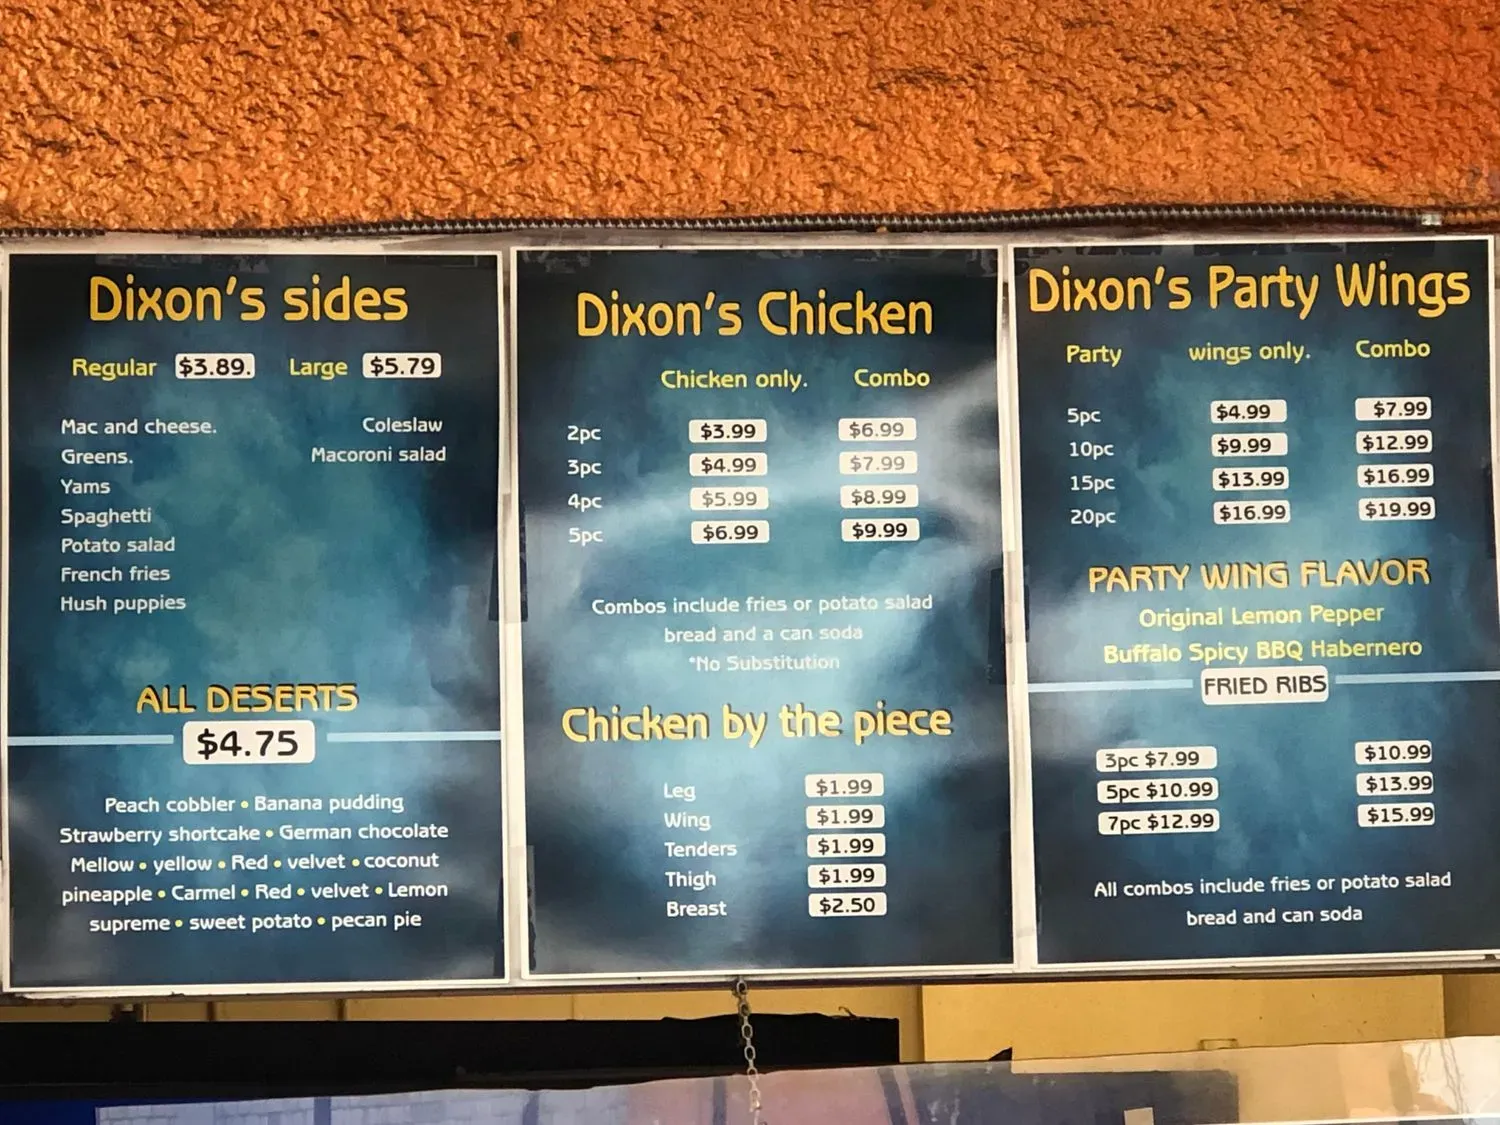 Dixon's sides
Regular $3.89. Large $5.79
Mac and cheese. Coleslaw
Greens. Macoroni salad
Yams
Spaghetti
Potato salad
French fries
Hush puppies
ALL DESERTS
$4.75
Peach cobbler • Banana pudding
Strawberry shortcake • German chocolate
Mellow • yellow • Red • velvet • coconut
pineapple • Carmel • Red • velvet • Lemon
supreme • sweet potato • pecan pie
Dixon's Chicken
Chicken only. Combo
2pc $3.99 $6.99
3pc $4.99 $7.99
4pc $5.99 $8.99
5pc $6.99 $9.99
Combos include fries or potato salad
bread and a can soda
*No Substitution
Chicken by the piece
Leg $1.99
Wing $1.99
Tenders $1.99
Thigh $1.99
Breast $2.50
Dixon's Party Wings
Party wings only. Combo
5pc $4.99 $7.99
10pc $9.99 $12.99
15pc $13.99 $16.99
20pc $16.99 $19.99
PARTY WING FLAVOR
Original Lemon Pepper
Buffalo Spicy BBQ Habernero
FRIED RIBS
3pc $7.99 $10.99
5pc $10.99 $13.99
7pc $12.99 $15.99
All combos include fries or potato salad
bread and can soda